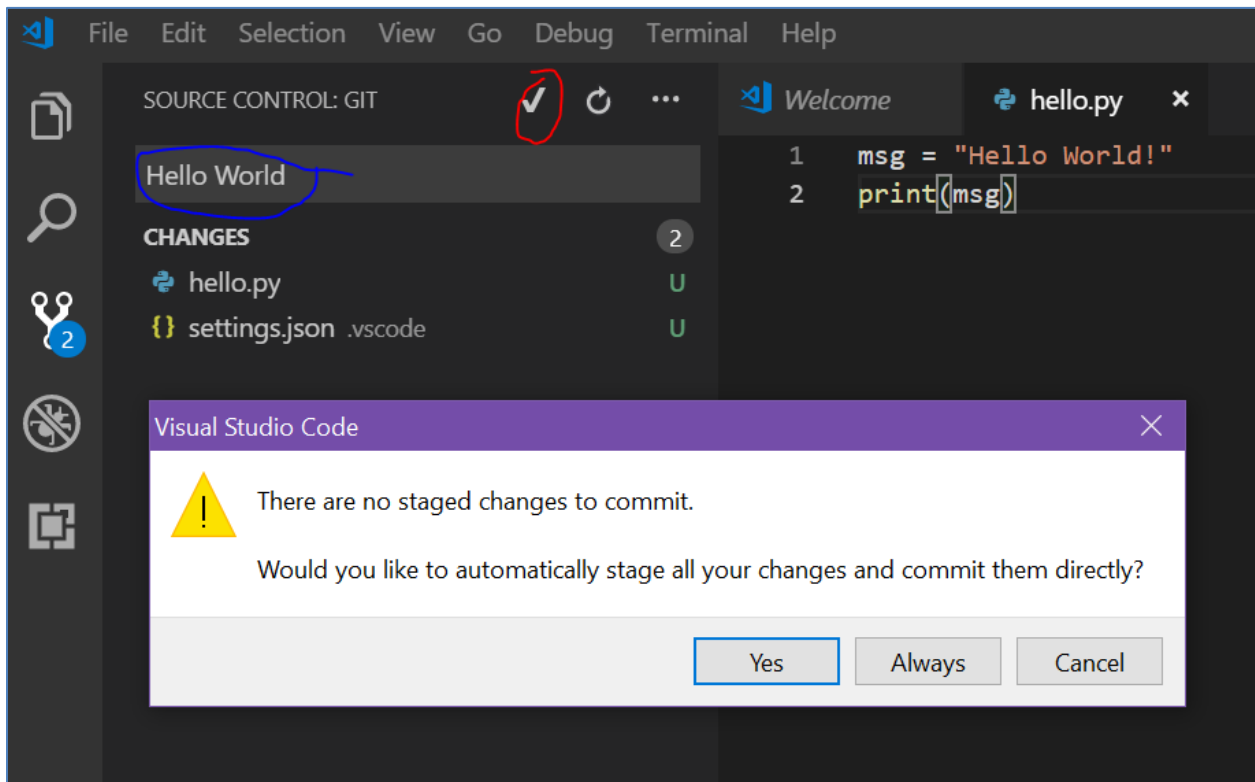 File Edit Selection View Go Debug Terminal Help
SOURCE CONTROL: GIT
Welcome
hello.py
Hello World
1 msg = "Hello World!"
2 print(msg)
CHANGES 2
hello.py U
{} settings.json .vscode U
2
Visual Studio Code
There are no staged changes to commit.
Would you like to automatically stage all your changes and commit them directly?
Yes Always Cancel